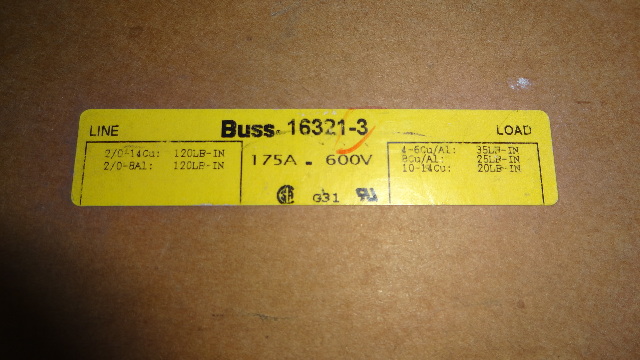 LINE Buss 16321-3 LOAD
2/0-14Cu: 120LB-IN
2/0-8Al: 120LB-IN
175A - 600V
4-6Cu/Al: 35LB-IN
8Cu/Al: 25LB-IN
10-14Cu: 20LB-IN
G31